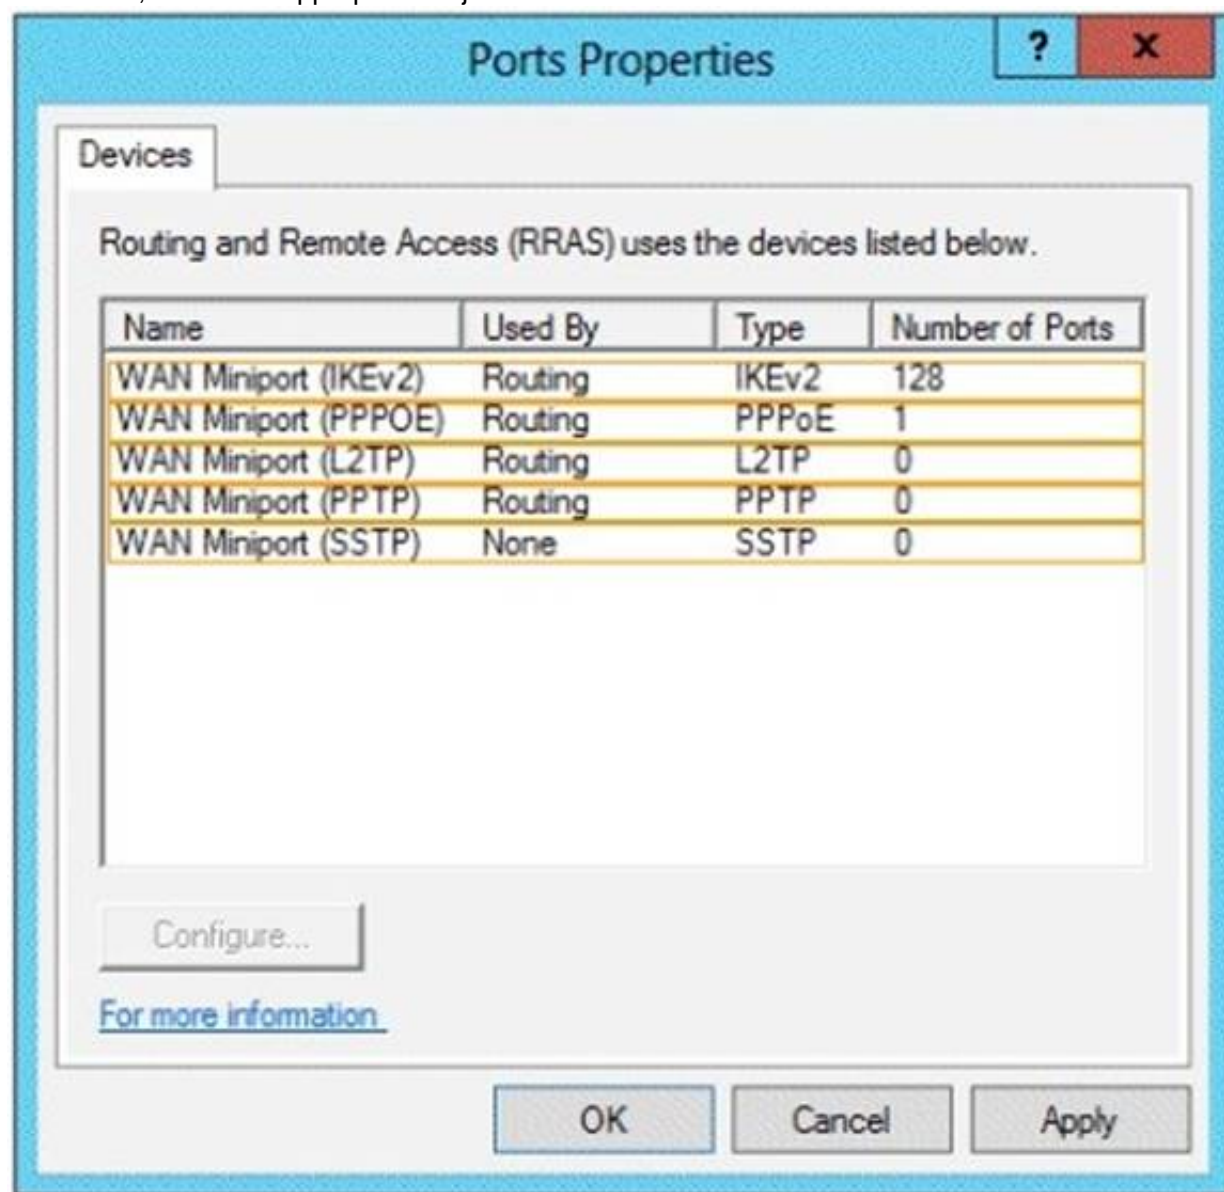 Ports Properties
?
x
Devices
Routing and Remote Access (RRAS) uses the devices listed below.
Name Used By Type Number of Ports
WAN Miniport (IKEv2) Routing IKEv2 128
WAN Miniport (PPPOE) Routing PPPoE 1
WAN Miniport (L2TP) Routing L2TP 0
WAN Miniport (PPTP) Routing PPTP 0
WAN Miniport (SSTP) None SSTP 0
Configure...
For more information
OK Cancel Apply